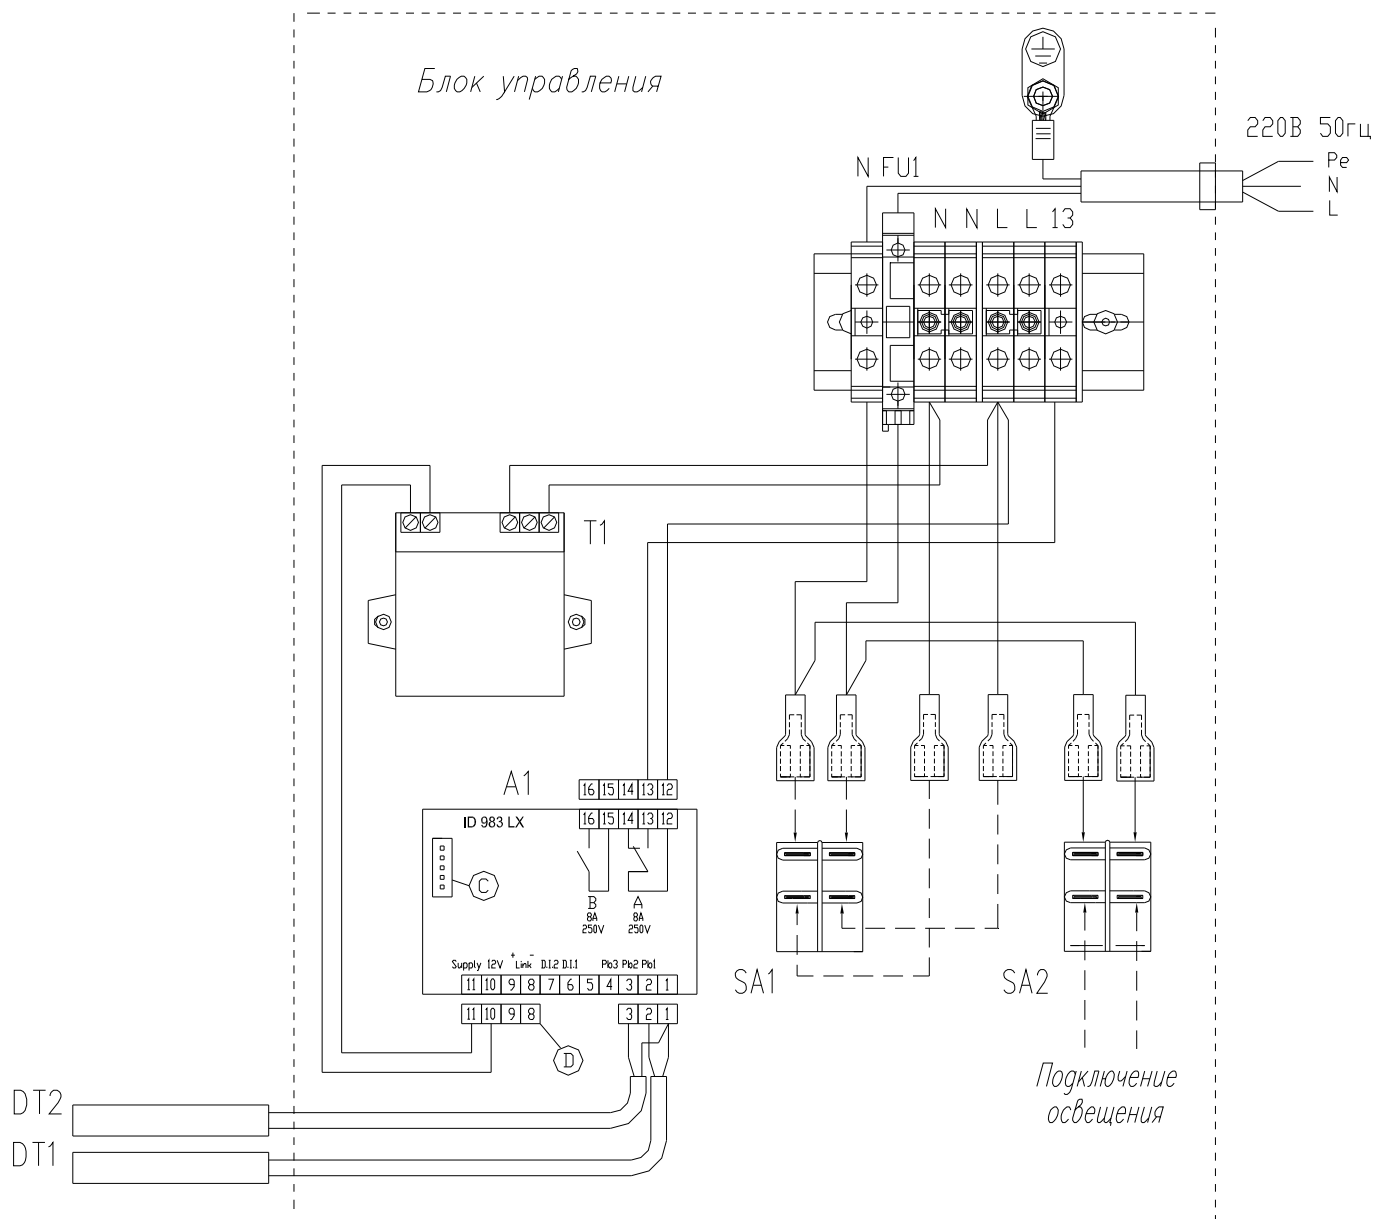 Блок управления
220В 50гц
Pe
N
L
N FU1
N N L L 13
T1
A1
16 15 14 13 12
ID 983 LX
16 15 14 13 12
C
B A
8A 8A
250V 250V
+ -
Supply 12V Link D.I.2 D.I.1 Pb3 Pb2 Pb1
11 10 9 8 7 6 5 4 3 2 1
11 10 9 8 3 2 1
D
SA1
SA2
Подключение
освещения
DT2
DT1